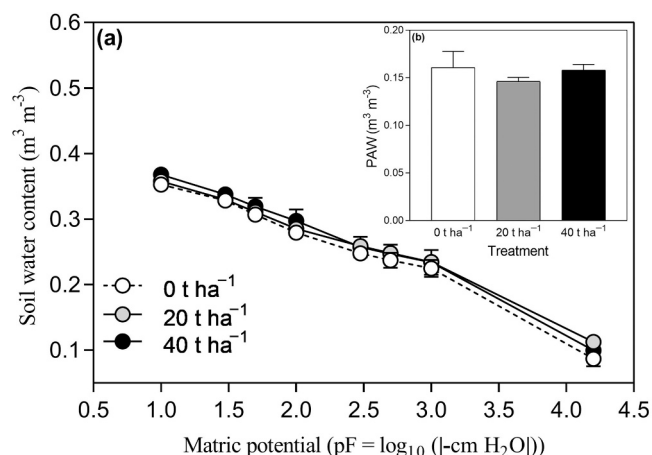 (a)
0.6
0.5
0.4
0.3
0.2
0.1
Soil water content (m³ m⁻³)
0 t ha⁻¹
20 t ha⁻¹
40 t ha⁻¹
0.5 1.0 1.5 2.0 2.5 3.0 3.5 4.0 4.5
Matric potential (pF = log₁₀ (|-cm H₂O|))
(b)
0.20
0.15
0.10
0.05
0.00
PAW (m³ m⁻³)
0 t ha⁻¹ 20 t ha⁻¹ 40 t ha⁻¹
Treatment